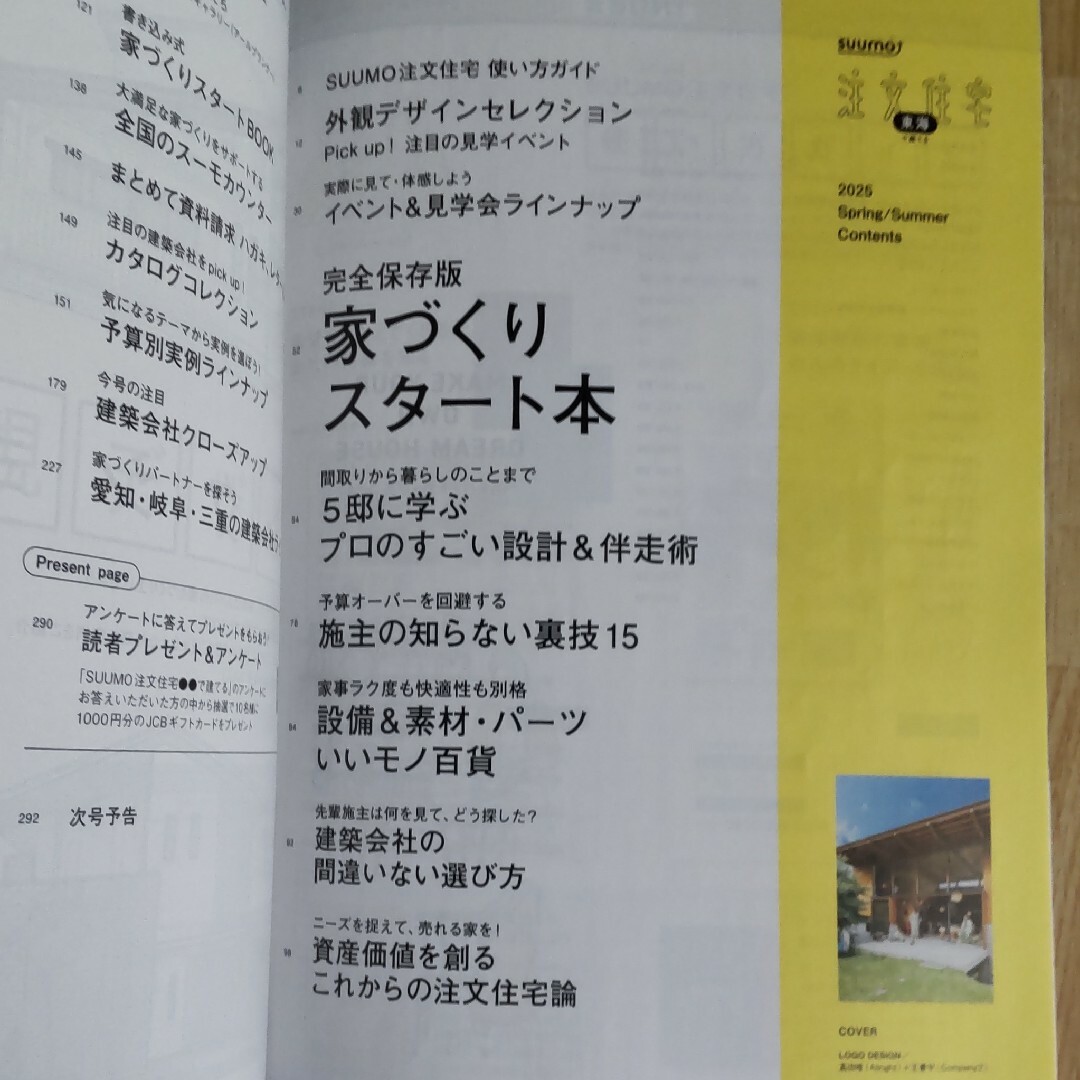 121
書き込み式
家づくりスタートBOOK
138
大満足な家づくりをサポートする
全国のスーモカウンター
145
まとめて資料請求 ハガキ、
149
注目の建築会社をpick up!
カタログコレクション
151
気になるテーマから実例を選ぼう!
予算別実例ラインナップ
179
今号の注目
建築会社クローズアップ
227
家づくりパートナーを探そう
愛知・岐阜・三重の建築会社
Present page
290
アンケートに答えてプレゼントをもらおう!
読者プレゼント&アンケート
「SUUMO注文住宅●●で建てる」のアンケートに
お答えいただいた方の中から抽選で10名様に
1000円分のJCBギフトカードをプレゼント
292 次号予告
SUUMO注文住宅 使い方ガイド
外観デザインセレクション
12 Pick up! 注目の見学イベント
実際に見て・体感しよう
30 イベント&見学会ラインナップ
完全保存版
52 家づくり
スタート本
間取りから暮らしのことまで
54 5邸に学ぶ
プロのすごい設計&伴走術
予算オーバーを回避する
78 施主の知らない裏技15
家事ラク度も快適性も別格
84 設備&素材・パーツ
いいモノ百貨
先輩施主は何を見て、どう探した?
93 建築会社の
間違いない選び方
ニーズを捉えて、売れる家を!
98 資産価値を創る
これからの注文住宅論
suumo
注文住宅
東海
で建てる
2025
Spring/Summer
Contents
COVER
LOGO DESIGN/